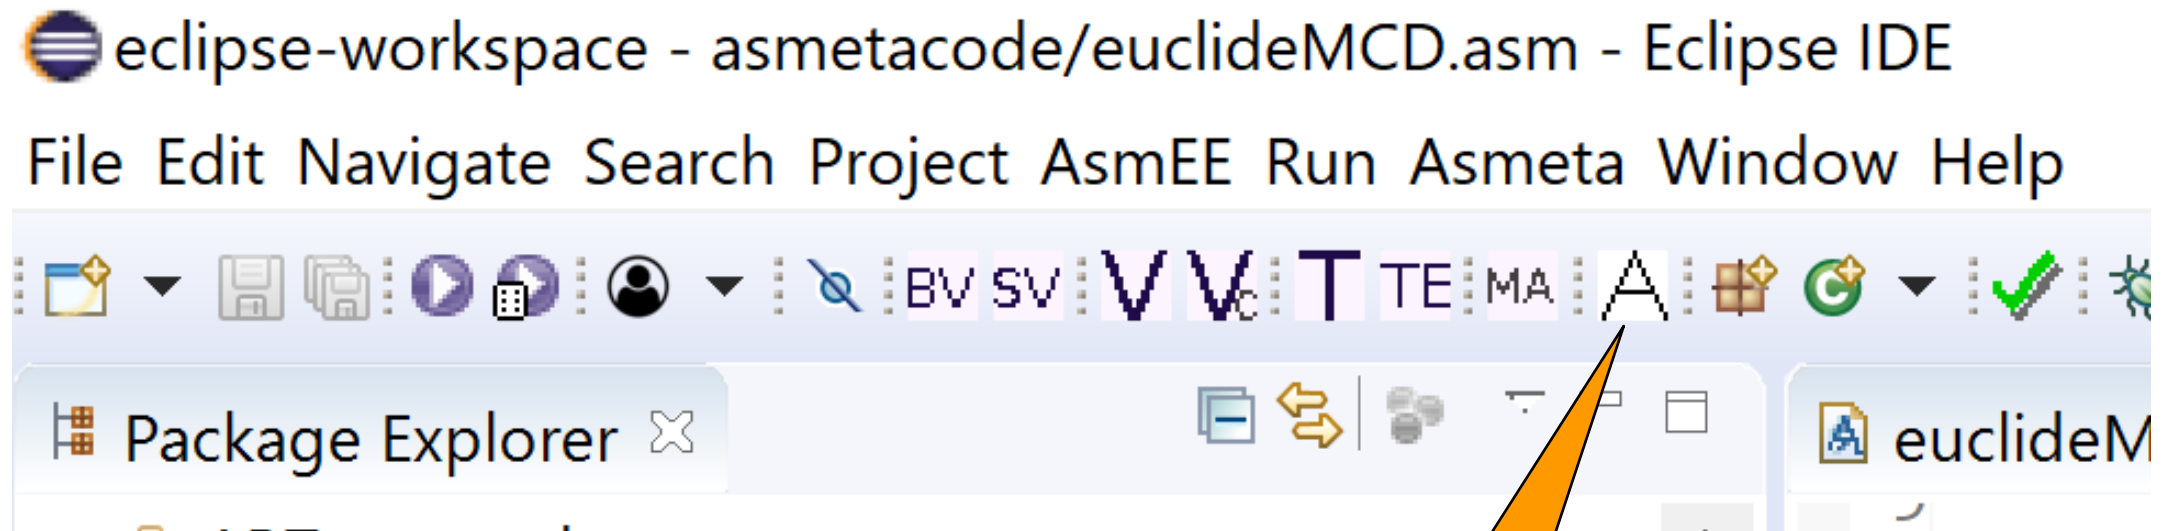 eclipse-workspace - asmetacode/euclideMCD.asm - Eclipse IDE
File Edit Navigate Search Project AsmEE Run Asmeta Window Help
BV SV V Vc T TE MA A C
Package Explorer
euclideM